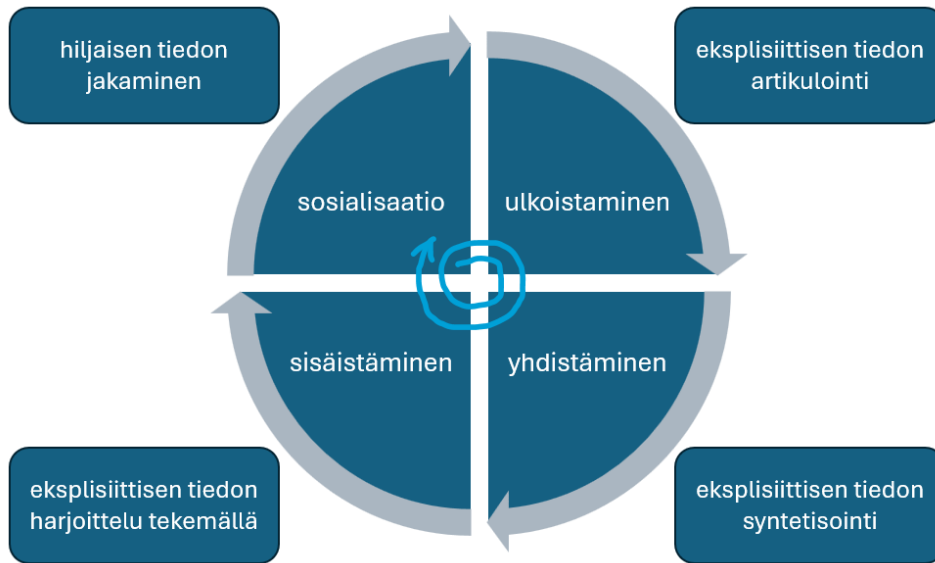 hiljaisen tiedon
jakaminen
eksplisiittisen tiedon
artikulointi
sosialisaatio
ulkoistaminen
sisäistäminen
yhdistäminen
eksplisiittisen tiedon
harjoittelu tekemällä
eksplisiittisen tiedon
syntetisointi